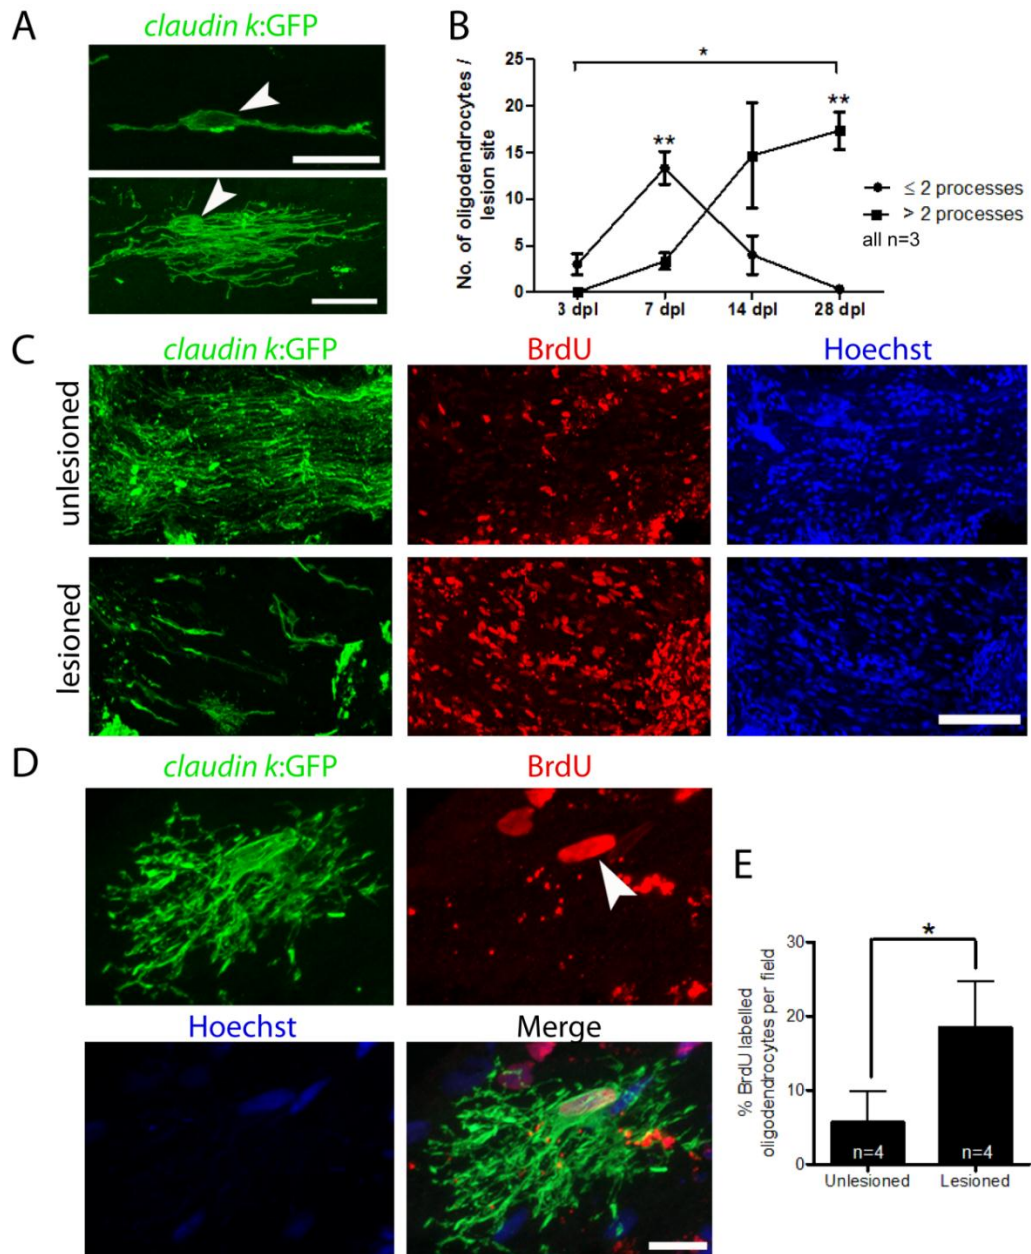 A
claudin k:GFP
B
*
**
**
25
20
15
10
5
0
No. of oligodendrocytes /
lesion site
3 dpl 7 dpl 14 dpl 28 dpl
≤ 2 processes
> 2 processes
all n=3
C
claudin k:GFP BrdU Hoechst
unlesioned
lesioned
D
claudin k:GFP BrdU
Hoechst Merge
E
*
30
20
10
0
% BrdU labelled
oligodendrocytes per field
n=4 n=4
Unlesioned Lesioned